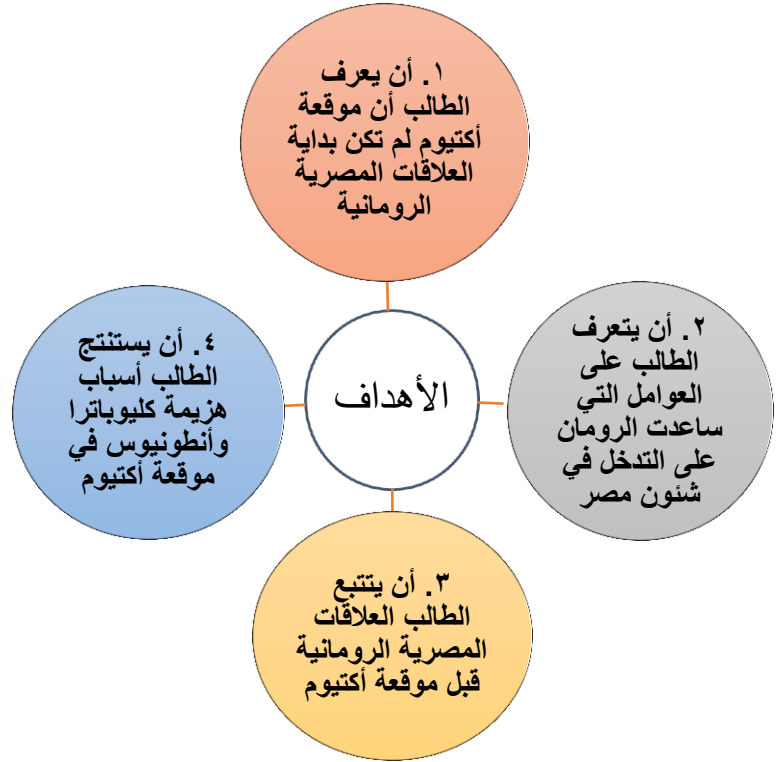 الأهداف
١. أن يعرف
الطالب أن موقعة
أكتيوم لم تكن بداية
العلاقات المصرية
الرومانية
٢. أن يتعرف
الطالب على
العوامل التي
ساعدت الرومان
على التدخل في
شئون مصر
٣. أن يتتبع
الطالب العلاقات
المصرية الرومانية
قبل موقعة أكتيوم
٤. أن يستنتج
الطالب أسباب
هزيمة كليوباترا
وأنطونيوس في
موقعة أكتيوم